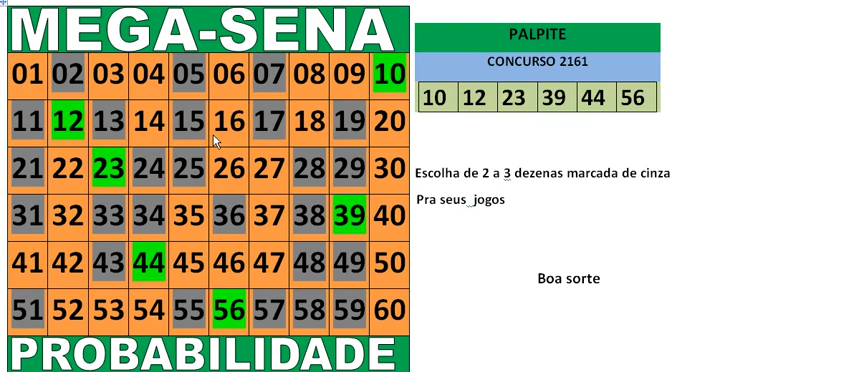 MEGA-SENA
01 02 03 04 05 06 07 08 09 10
11 12 13 14 15 16 17 18 19 20
21 22 23 24 25 26 27 28 29 30
31 32 33 34 35 36 37 38 39 40
41 42 43 44 45 46 47 48 49 50
51 52 53 54 55 56 57 58 59 60
PROBABILIDADE
PALPITE
CONCURSO 2161
10 12 23 39 44 56
Escolha de 2 a 3 dezenas marcada de cinza
Pra seus jogos
Boa sorte